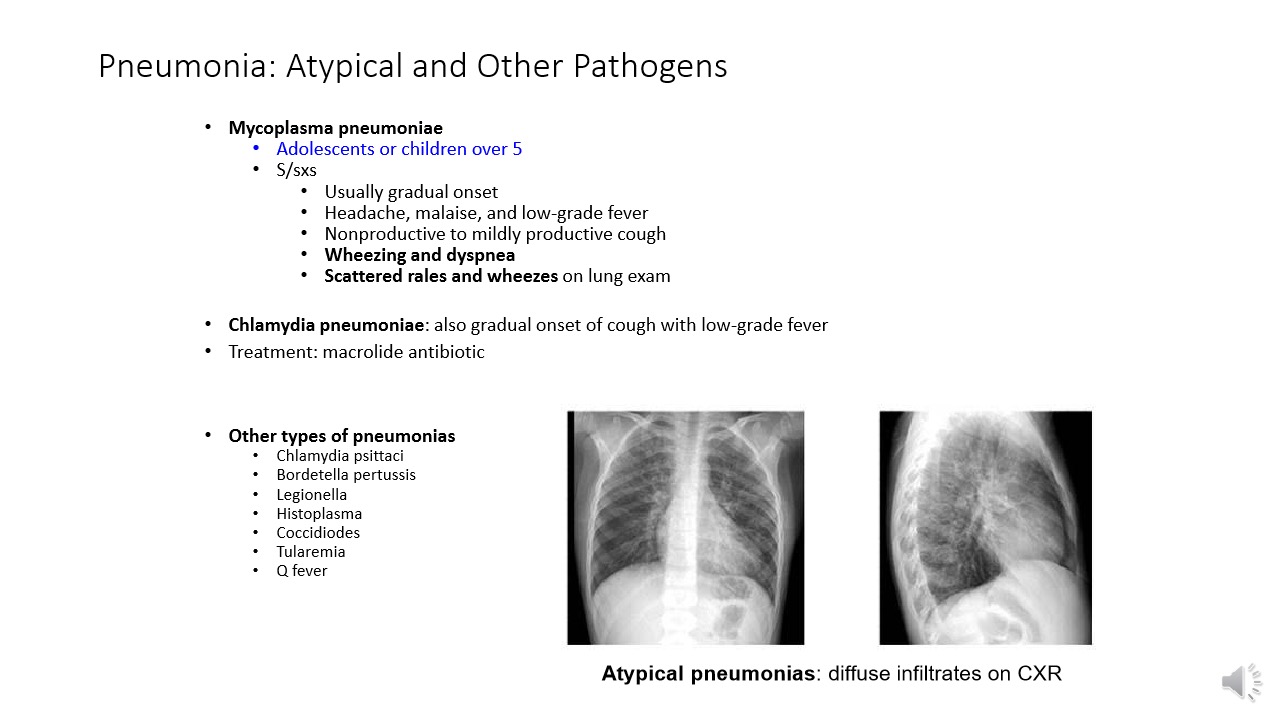 Pneumonia: Atypical and Other Pathogens
• Mycoplasma pneumoniae
• Adolescents or children over 5
• S/sxs
• Usually gradual onset
• Headache, malaise, and low-grade fever
• Nonproductive to mildly productive cough
• Wheezing and dyspnea
• Scattered rales and wheezes on lung exam
• Chlamydia pneumoniae: also gradual onset of cough with low-grade fever
• Treatment: macrolide antibiotic
• Other types of pneumonias
• Chlamydia psittaci
• Bordetella pertussis
• Legionella
• Histoplasma
• Coccidiodes
• Tularemia
• Q fever
Atypical pneumonias: diffuse infiltrates on CXR